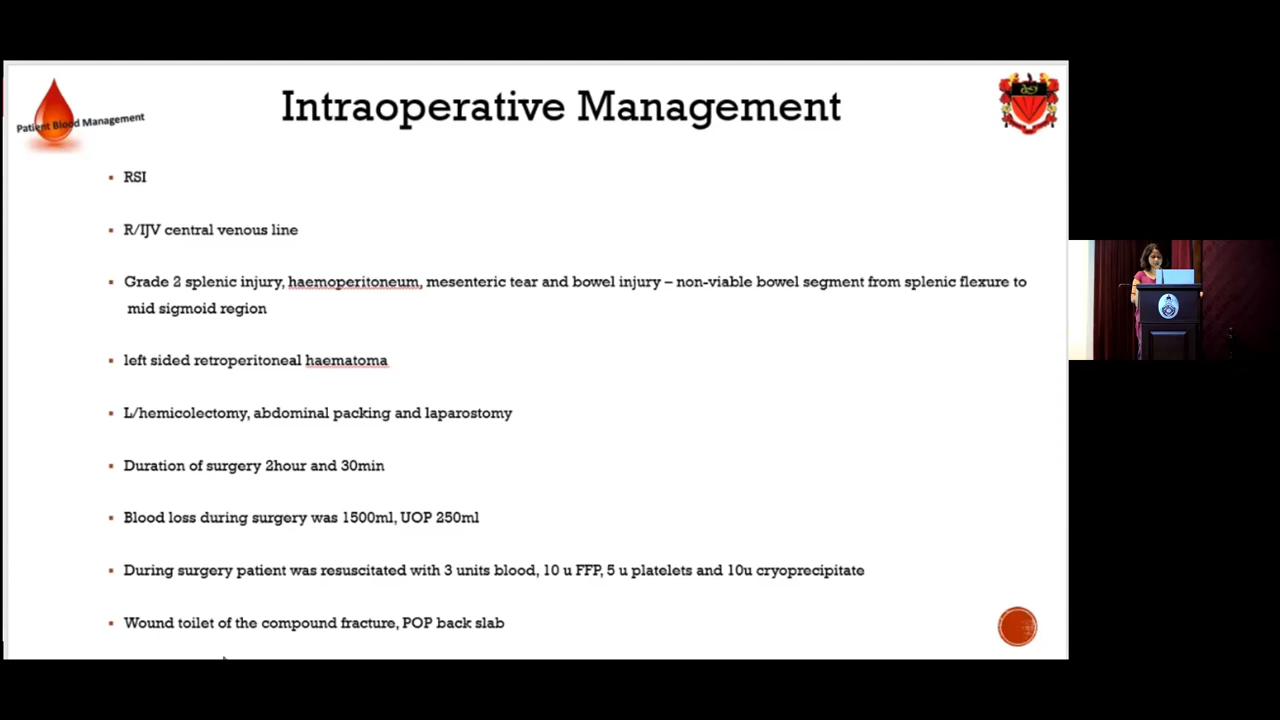 Patient Blood Management
Intraoperative Management
RSI
R/IJV central venous line
Grade 2 splenic injury, haemoperitoneum, mesenteric tear and bowel injury – non-viable bowel segment from splenic flexure to
mid sigmoid region
left sided retroperitoneal haematoma
L/hemicolectomy, abdominal packing and laparostomy
Duration of surgery 2hour and 30min
Blood loss during surgery was 1500ml, UOP 250ml
During surgery patient was resuscitated with 3 units blood, 10 u FFP, 5 u platelets and 10u cryoprecipitate
Wound toilet of the compound fracture, POP back slab